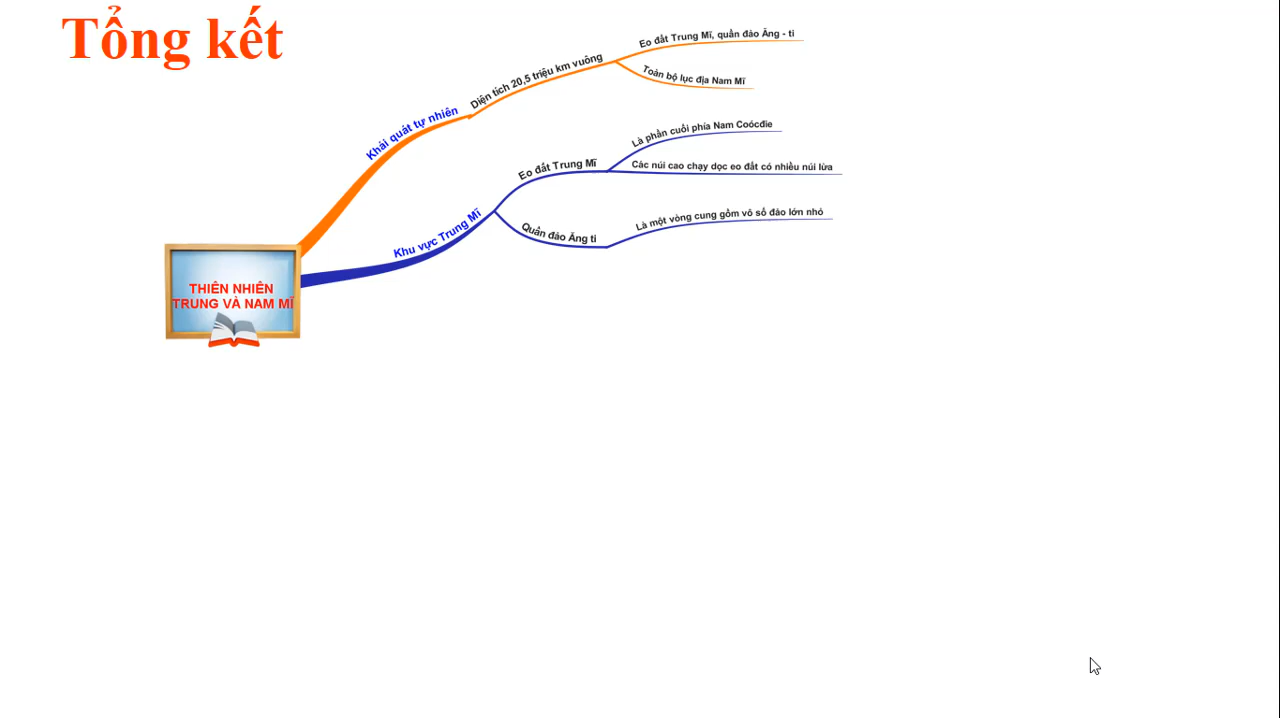 Tổng kết
THIÊN NHIÊN
TRUNG VÀ NAM MĨ
Khái quát tự nhiên
Diện tích 20,5 triệu km vuông
Eo đất Trung Mĩ, quần đảo Ăng - ti
Toàn bộ lục địa Nam Mĩ
Khu vực Trung Mĩ
Eo đất Trung Mĩ
Là phần cuối phía Nam Coócđie
Các núi cao chạy dọc eo đất có nhiều núi lửa
Quần đảo Ăng ti
Là một vòng cung gồm vô số đảo lớn nhỏ